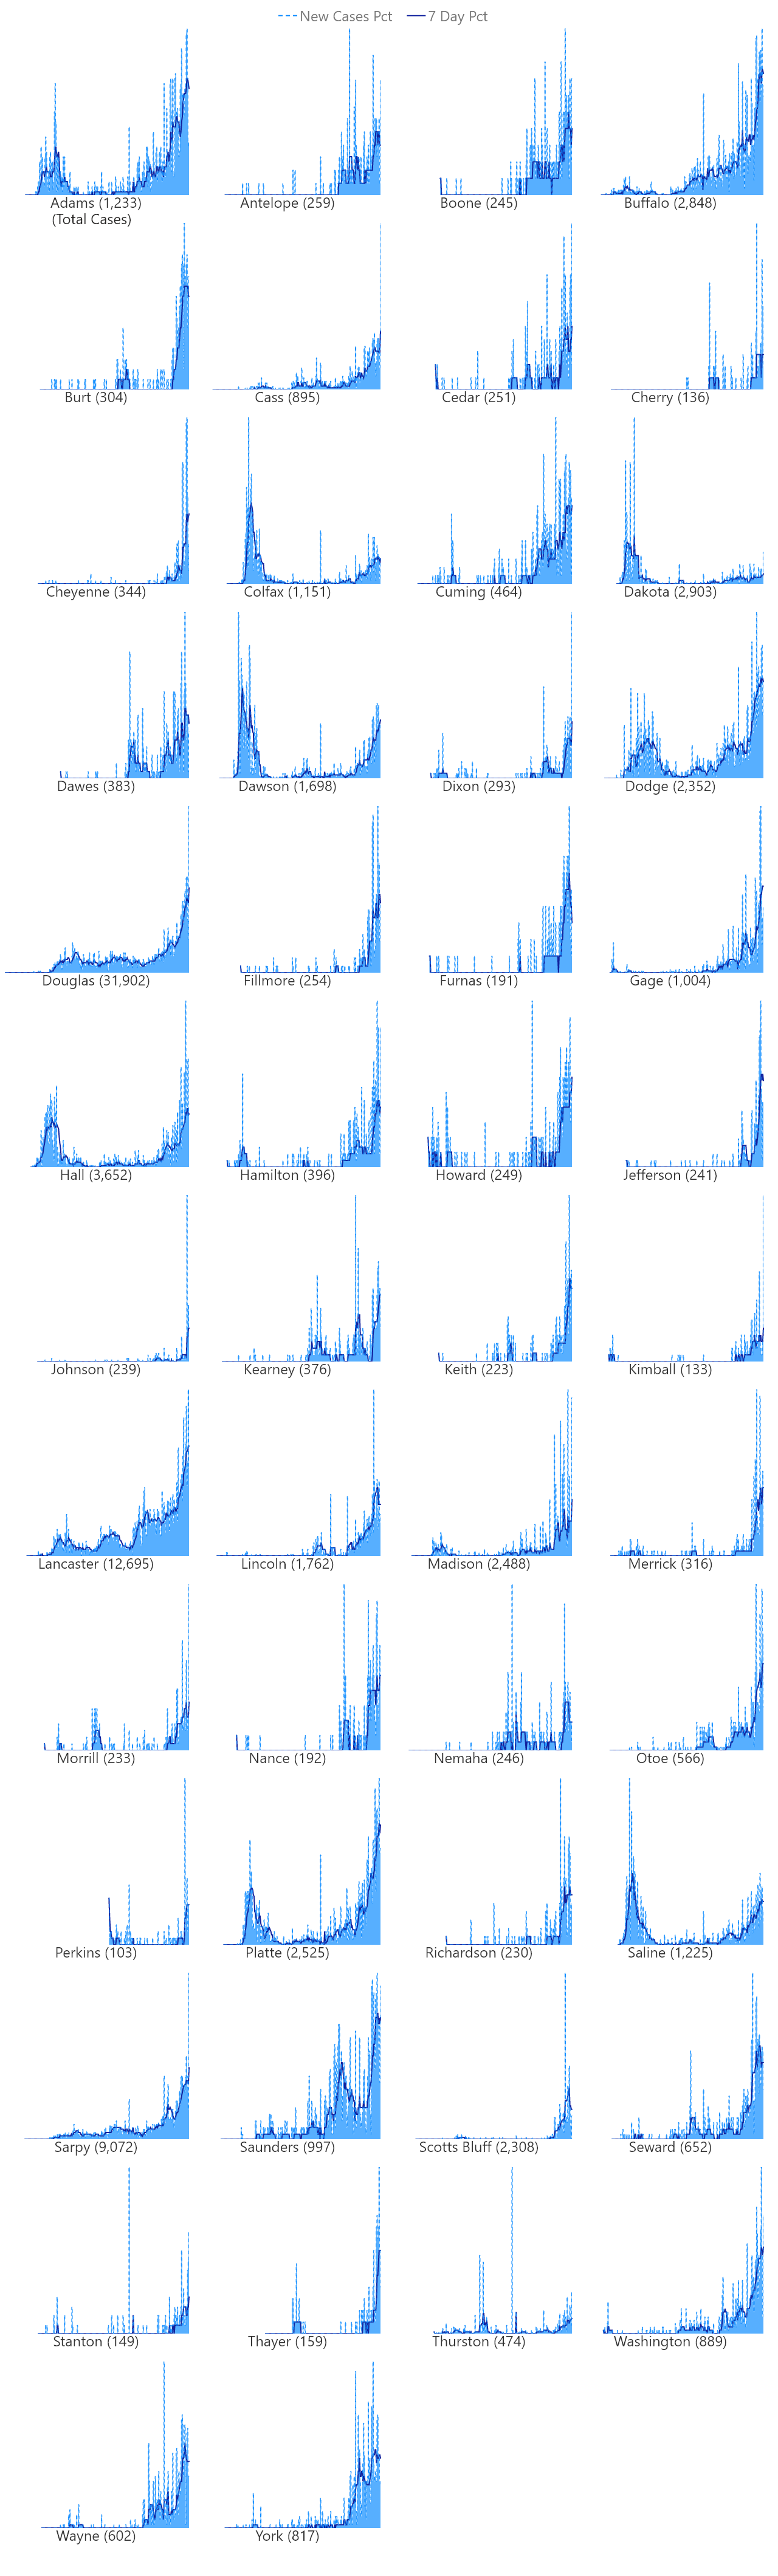 New Cases Pct 7 Day Pct
Adams (1,233) Antelope (259) Boone (245) Buffalo (2,848)
(Total Cases)
Burt (304) Cass (895) Cedar (251) Cherry (136)
Cheyenne (344) Colfax (1,151) Cuming (464) Dakota (2,903)
Dawes (383) Dawson (1,698) Dixon (293) Dodge (2,352)
Douglas (31,902) Fillmore (254) Furnas (191) Gage (1,004)
Hall (3,652) Hamilton (396) Howard (249) Jefferson (241)
Johnson (239) Kearney (376) Keith (223) Kimball (133)
Lancaster (12,695) Lincoln (1,762) Madison (2,488) Merrick (316)
Morrill (233) Nance (192) Nemaha (246) Otoe (566)
Perkins (103) Platte (2,525) Richardson (230) Saline (1,225)
Sarpy (9,072) Saunders (997) Scotts Bluff (2,308) Seward (652)
Stanton (149) Thayer (159) Thurston (474) Washington (889)
Wayne (602) York (817)